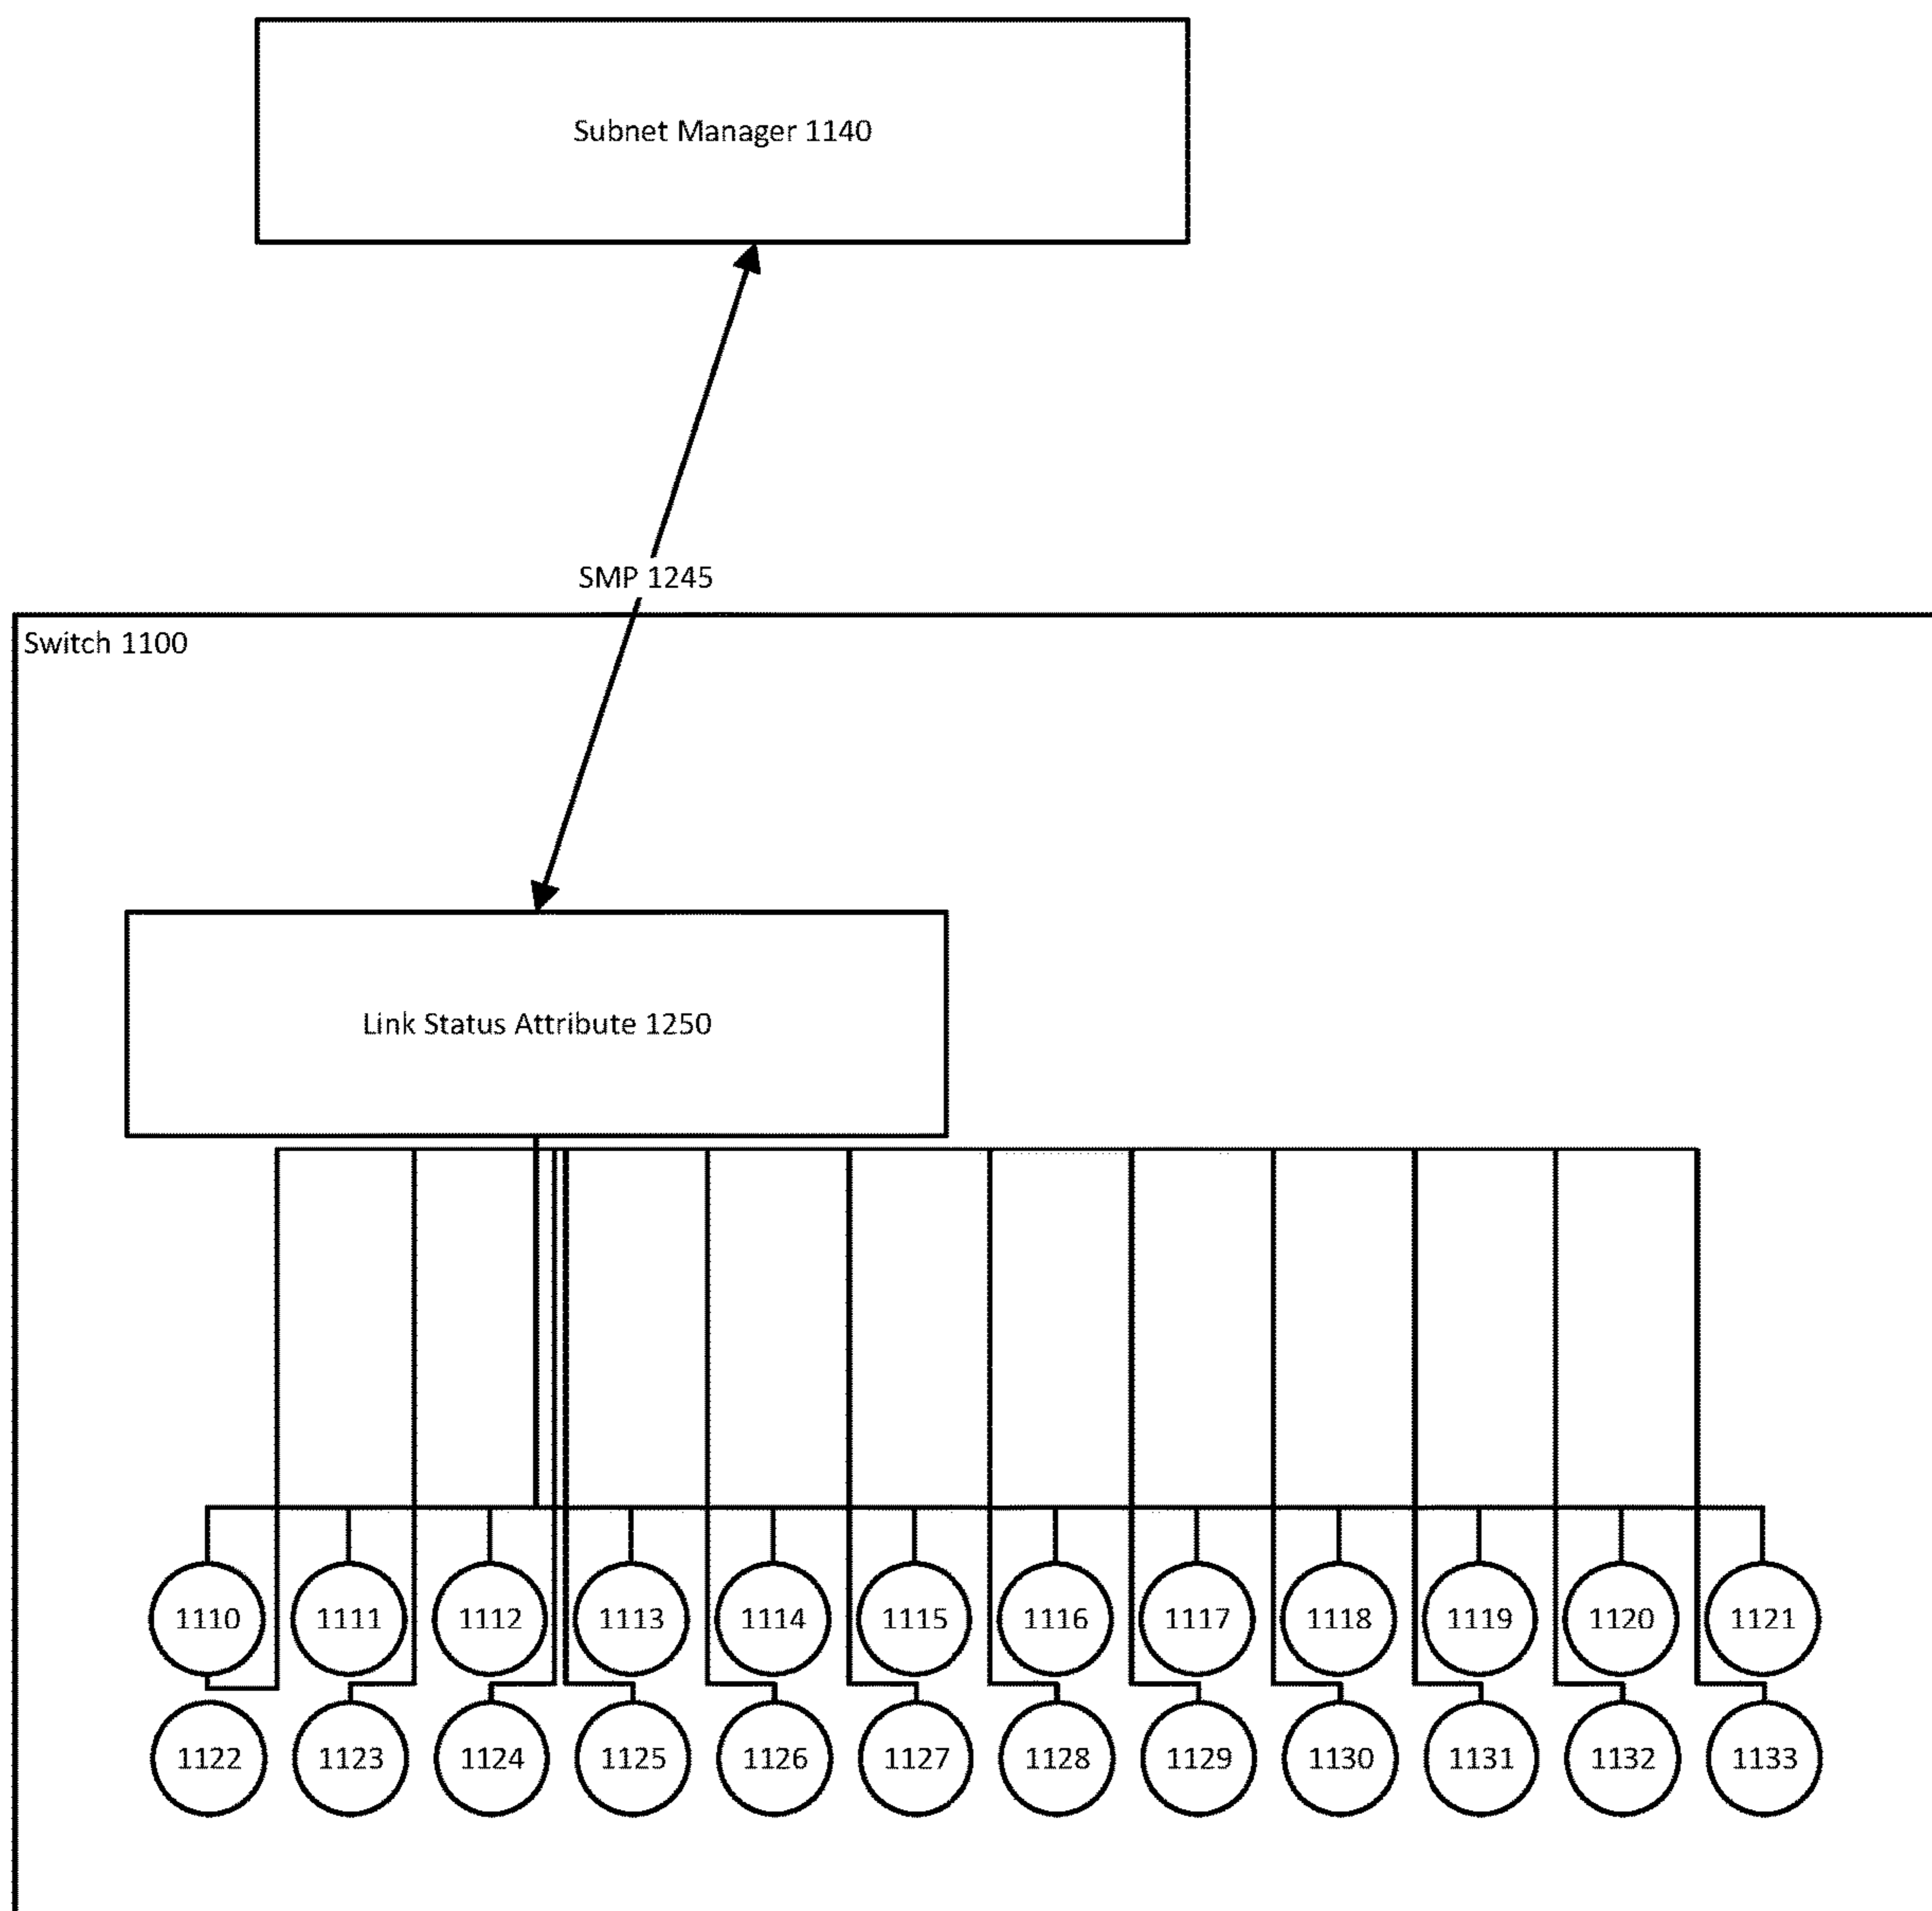 Subnet Manager 1140
SMP 1245
Switch 1100
Link Status Attribute 1250
1110 1111 1112 1113 1114 1115 1116 1117 1118 1119 1120 1121
1122 1123 1124 1125 1126 1127 1128 1129 1130 1131 1132 1133